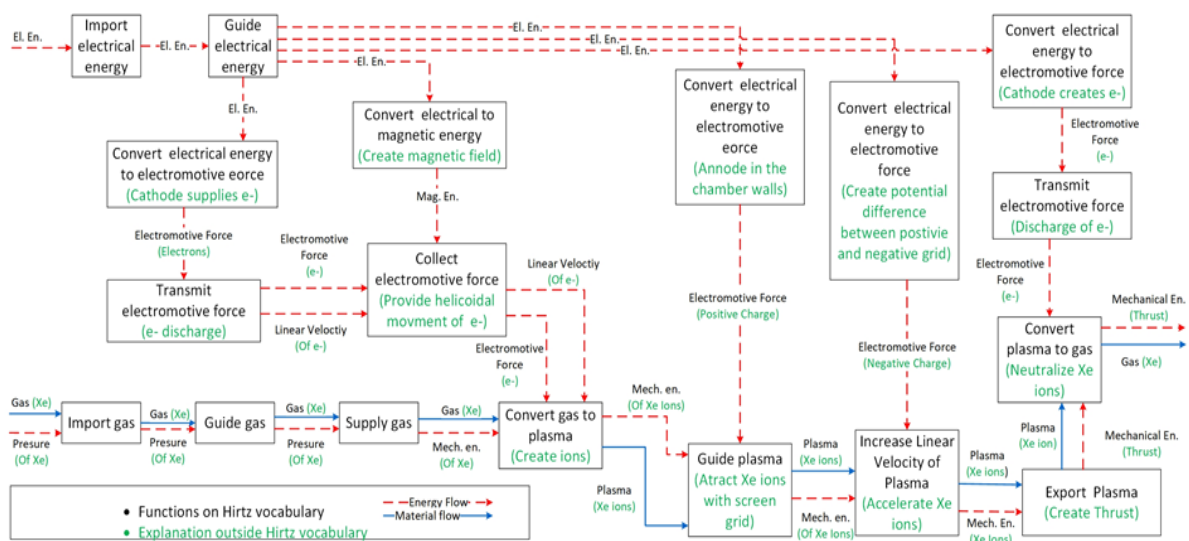 El. En.
Import
electrical
energy
El. En.
Guide
electrical
energy
El. En.
El. En.
El. En.
El. En.
El. En.
Convert electrical
energy to
electromotive force
(Cathode creates e-)
Convert electrical to
magnetic energy
(Create magnetic field)
Convert electrical
energy to
electromotive
eorce
(Annode in the
chamber walls)
Convert electrical
energy to
electromotive
force
(Create potential
difference
between postivie
and negative grid)
Electromotive
Force
(e-)
Convert electrical energy
to electromotive eorce
(Cathode supplies e-)
Mag. En.
Transmit
electromotive force
(Discharge of e-)
Electromotive Force
(Electrons)
Electromotive
Force
(e-)
Collect
electromotive force
(Provide helicoidal
movment of e-)
Linear Veloctiy
(Of e-)
Electromotive
Force
(e-)
Transmit
electromotive force
(e- discharge)
Linear Veloctiy
(Of e-)
Electromotive
Force
(e-)
Electromotive Force
(Positive Charge)
Electromotive Force
(Negative Charge)
Convert
plasma to gas
(Neutralize Xe
ions)
Mechanical En.
(Thrust)
Gas (Xe)
Gas (Xe)
Presure
(Of Xe)
Import gas
Gas (Xe)
Presure
(Of Xe)
Guide gas
Gas (Xe)
Presure
(Of Xe)
Supply gas
Gas (Xe)
Mech. en.
(Of Xe)
Convert gas to
plasma
(Create ions)
Mech. en.
(Of Xe Ions)
Plasma
(Xe ions)
Guide plasma
(Atract Xe ions
with screen
grid)
Plasma
(Xe ions)
Mech. en.
(Of Xe Ions)
Increase Linear
Velocity of
Plasma
(Accelerate Xe
ions)
Plasma
(Xe ions)
Mech. En.
(Xe Ions)
Plasma
(Xe ion)
Mechanical En.
(Thrust)
Export Plasma
(Create Thrust)
• Functions on Hirtz vocabulary
• Explanation outside Hirtz vocabulary
Energy Flow
Material flow